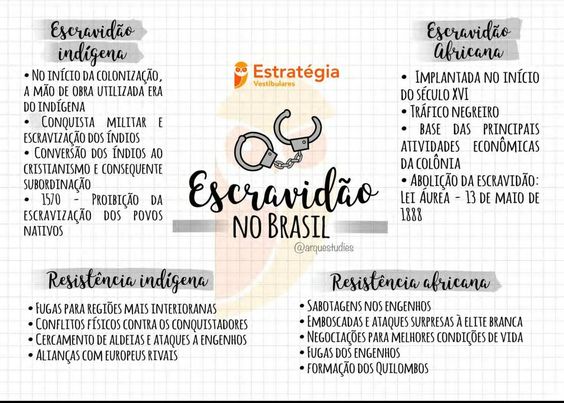 Escravidão
indígena
• No início da colonização,
a mão de obra utilizada era
do indígena
• Conquista militar e
escravização dos índios
• Conversão dos índios ao
cristianismo e consequente
subordinação
• 1570 - Proibição da
escravização dos povos
nativos
Estratégia
Vestibulares
Escravidão
no Brasil
@arquestudies
Escravidão
Africana
• Implantada no início
do século XVI
• Tráfico negreiro
• Base das principais
atividades econômicas
da colônia
• Abolição da escravidão:
Lei Áurea - 13 de maio de
1888
Resistência indígena
• Fugas para regiões mais interioranas
• Conflitos físicos contra os conquistadores
• Cercamento de aldeias e ataques a engenhos
• Alianças com europeus rivais
Resistência africana
• Sabotagens nos engenhos
• Emboscadas e ataques surpresas à elite branca
• Negociações para melhores condições de vida
• Fugas dos engenhos
• formação dos Quilombos